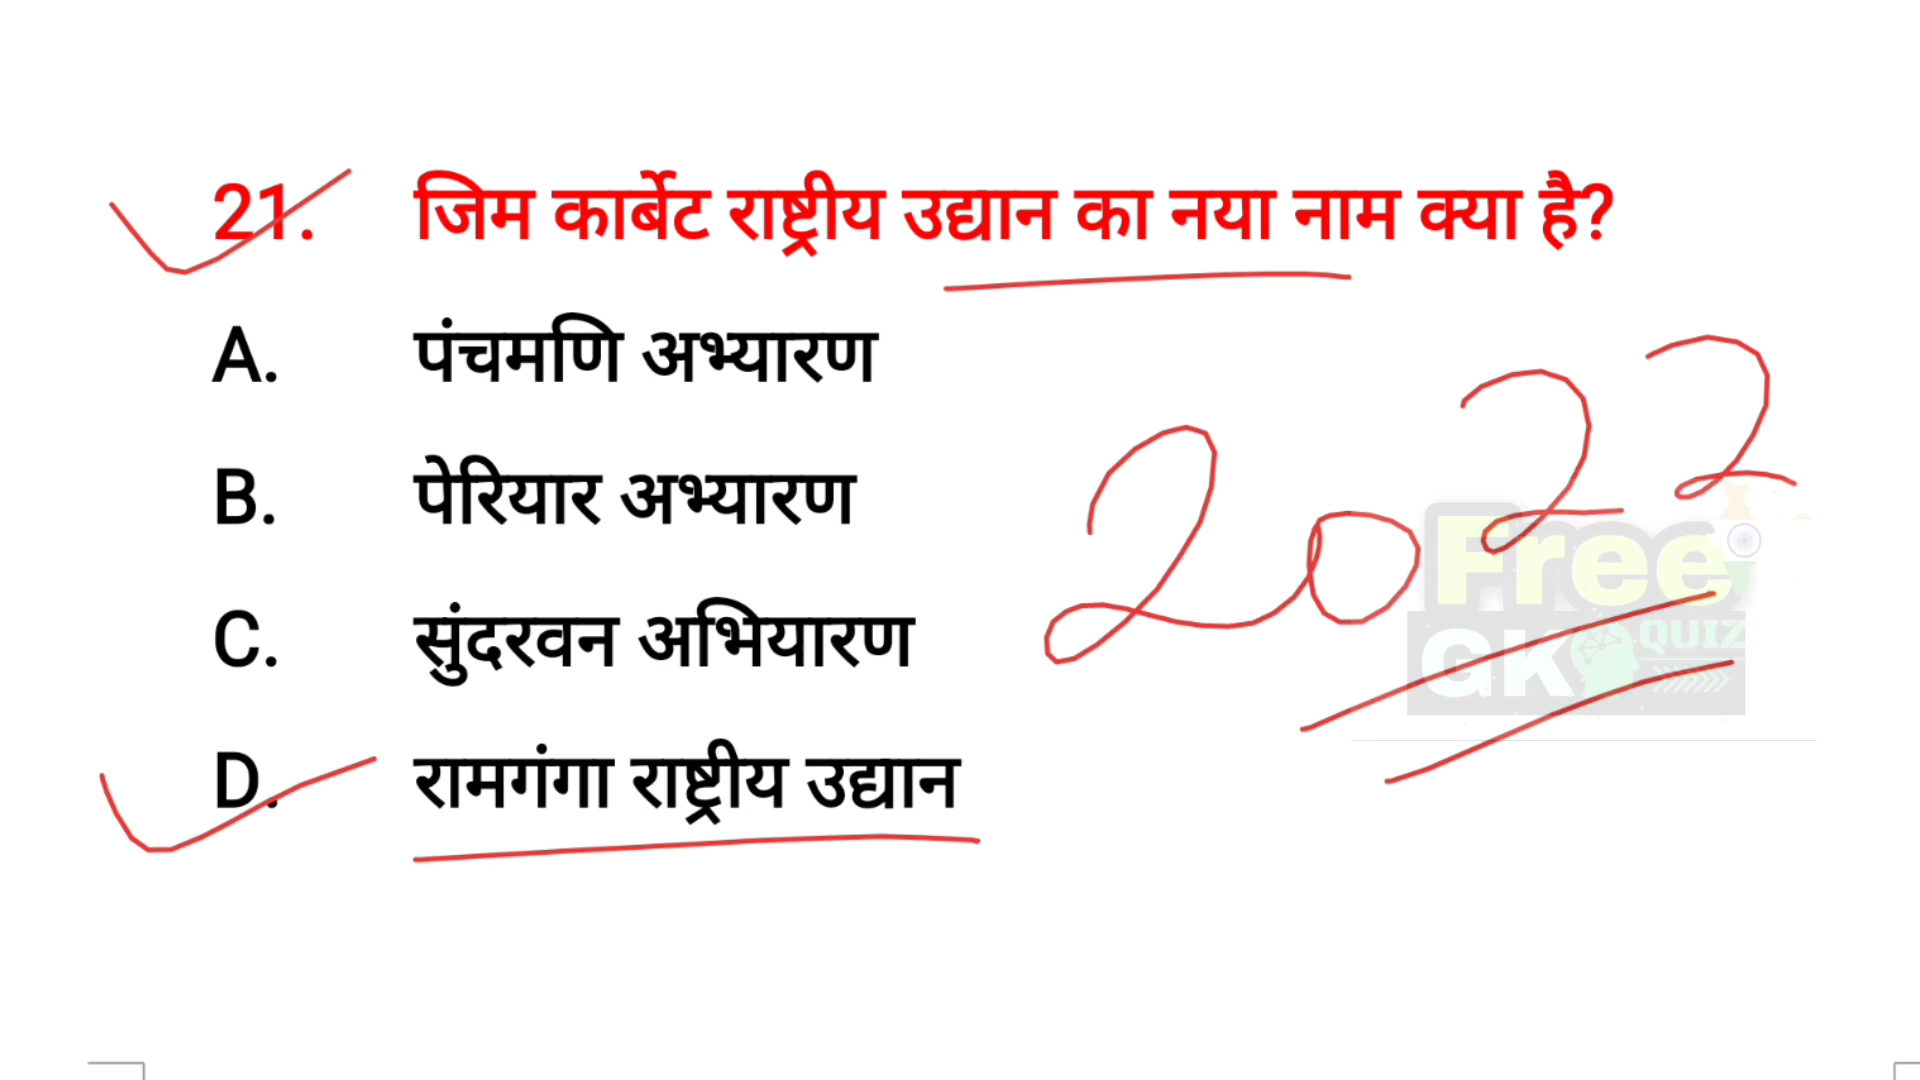 21. जिम कार्बेट राष्ट्रीय उद्यान का नया नाम क्या है?
A. पंचमणि अभ्यारण
B. पेरियार अभ्यारण
C. सुंदरवन अभियारण
D. रामगंगा राष्ट्रीय उद्यान
2022
Free
GK QUIZ